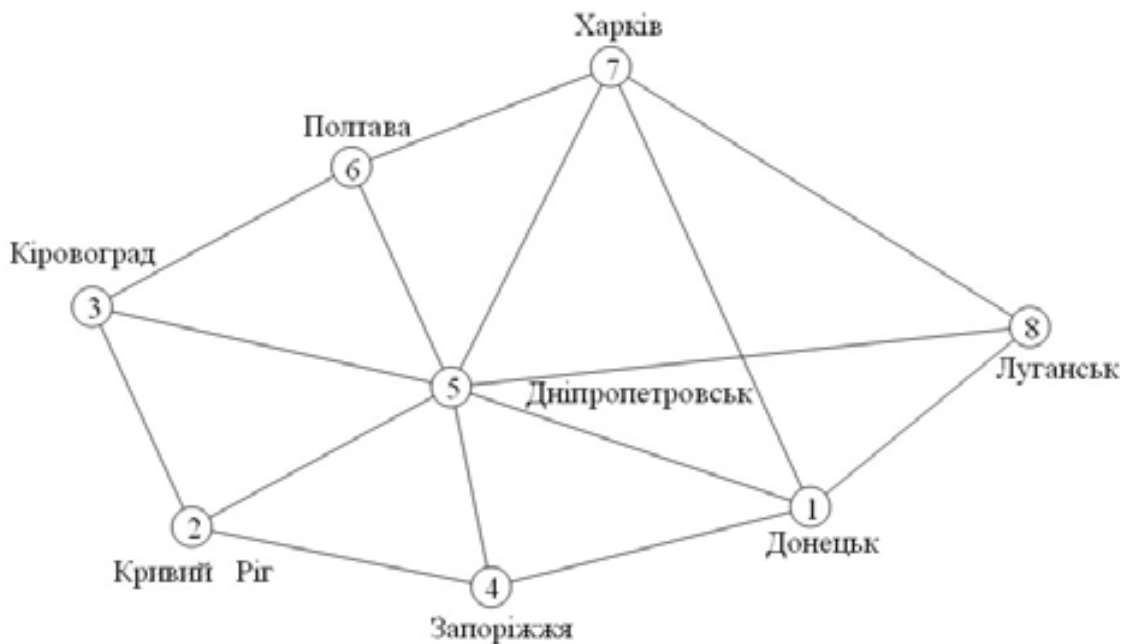 Харків
7
Полтава
6
Кіровоград
3
8
Луганськ
5
Дніпропетровськ
1
Донецьк
2
Кривий Ріг
4
Запоріжжя